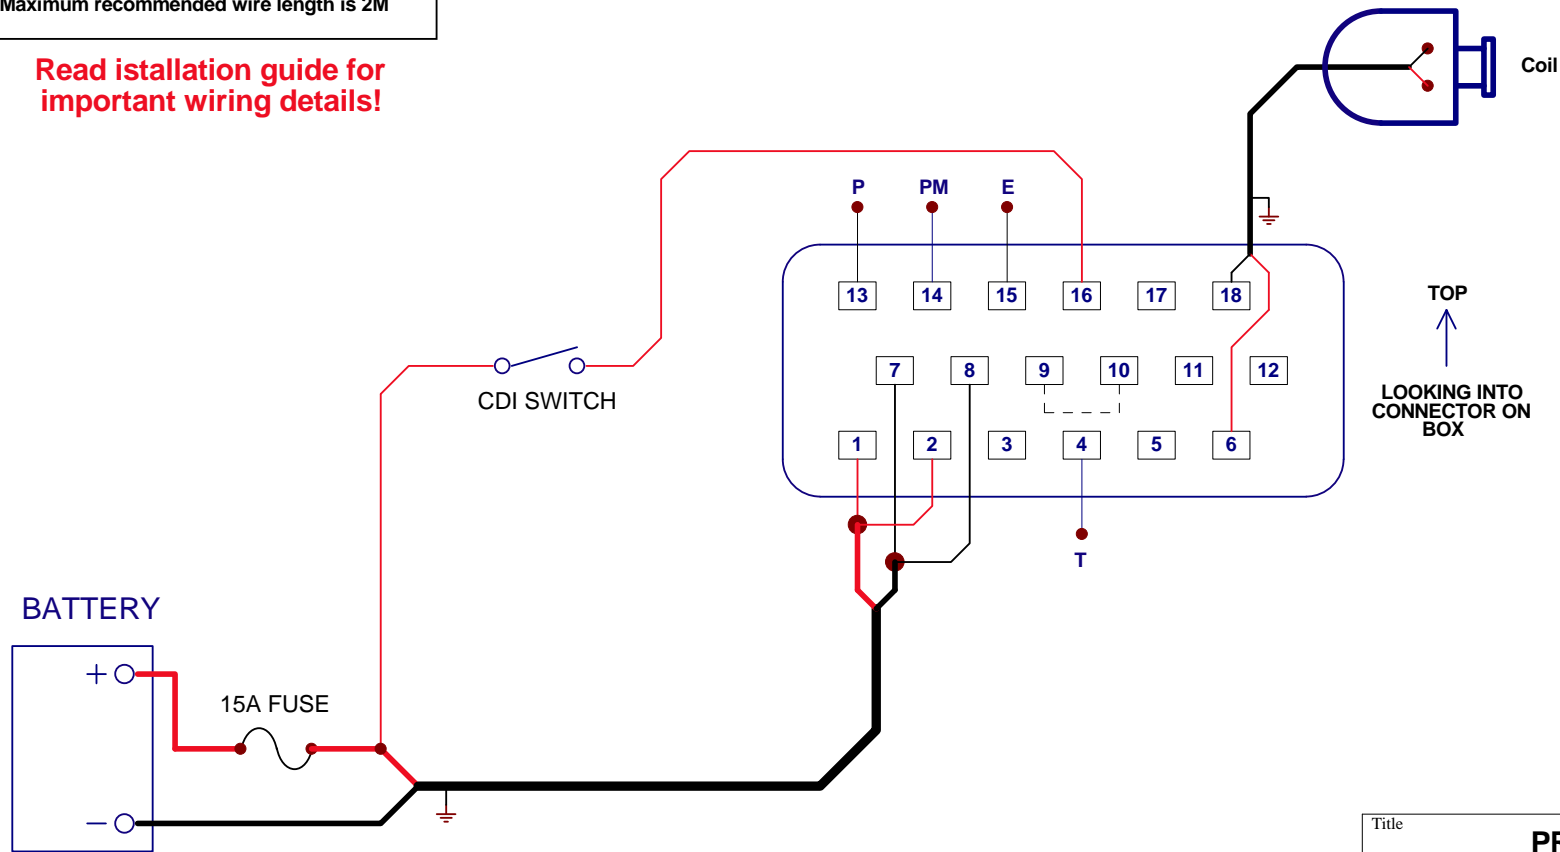 Maximum recommended wire length is 2M
Read istallation guide for
important wiring details!
Coil
P PM E
13 14 15 16 17 18
TOP
7 8 9 10 11 12
CDI SWITCH
LOOKING INTO
CONNECTOR ON
BOX
1 2 3 4 5 6
T
BATTERY
+
15A FUSE
−
Title